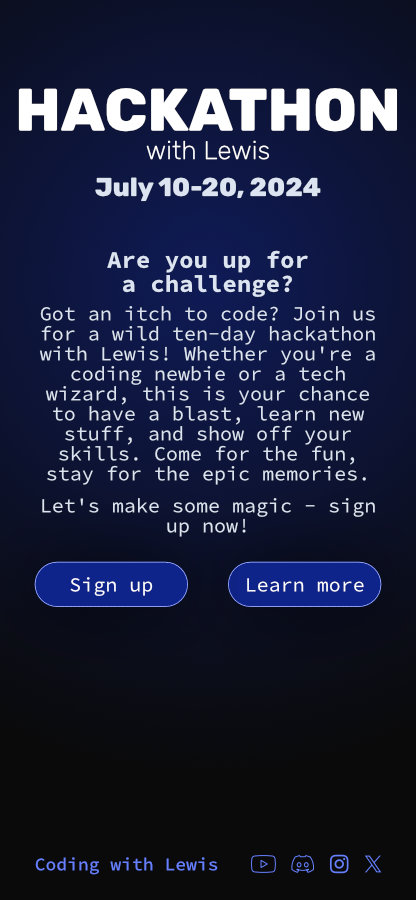 HACKATHON
with Lewis
July 10-20, 2024
Are you up for
a challenge?
Got an itch to code? Join us
for a wild ten-day hackathon
with Lewis! Whether you're a
coding newbie or a tech
wizard, this is your chance
to have a blast, learn new
stuff, and show off your
skills. Come for the fun,
stay for the epic memories.
Let's make some magic - sign
up now!
Sign up
Learn more
Coding with Lewis